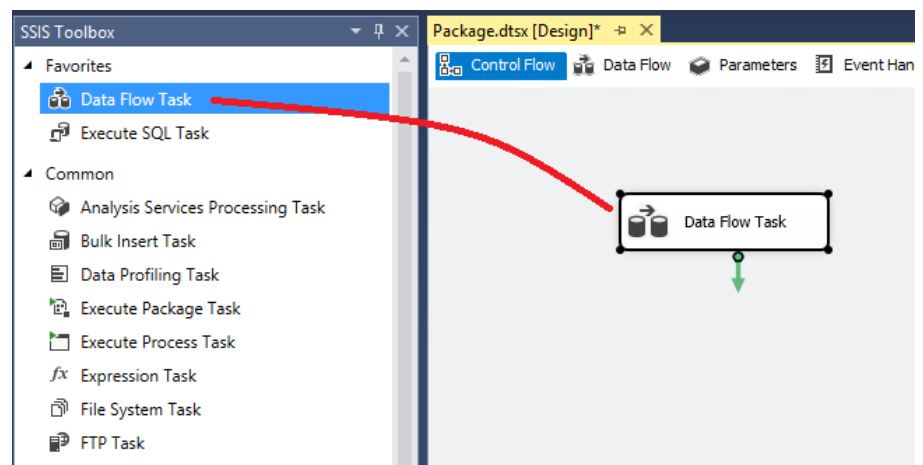 SSIS Toolbox
Favorites
Data Flow Task
Execute SQL Task
Common
Analysis Services Processing Task
Bulk Insert Task
Data Profiling Task
Execute Package Task
Execute Process Task
fx Expression Task
File System Task
FTP Task
Package.dtsx [Design]*
Control Flow Data Flow Parameters Event Han
Data Flow Task